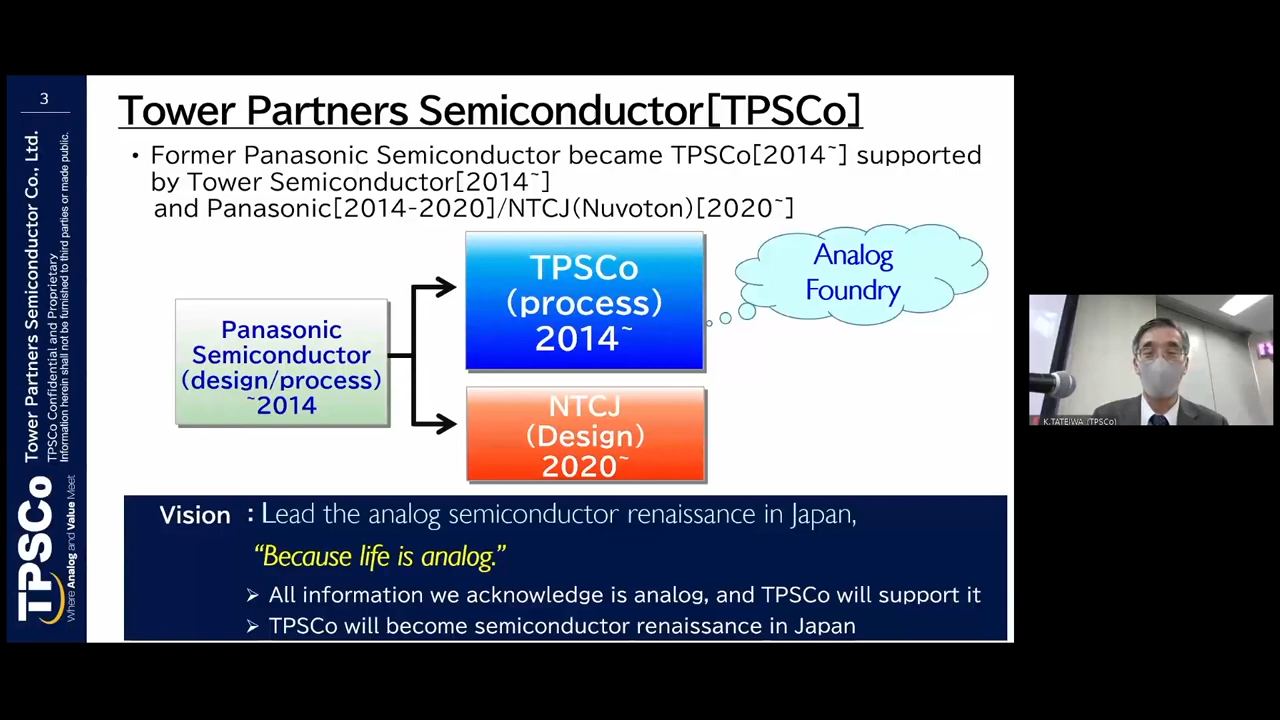 3
Tower Partners Semiconductor Co., Ltd.
TPSCo Confidential and Proprietary
Information herein shall not be furnished to third parties or made public.
TPSCo
Where Analog and Value Meet
Tower Partners Semiconductor[TPSCo]
• Former Panasonic Semiconductor became TPSCo[2014~] supported
by Tower Semiconductor[2014~]
and Panasonic[2014-2020]/NTCJ(Nuvoton)[2020~]
Panasonic
Semiconductor
(design/process)
~2014
TPSCo
(process)
2014~
Analog
Foundry
NTCJ
(Design)
2020~
Vision : Lead the analog semiconductor renaissance in Japan,
“Because life is analog.”
➢ All information we acknowledge is analog, and TPSCo will support it
➢ TPSCo will become semiconductor renaissance in Japan
K.TATEIWA (TPSCo)